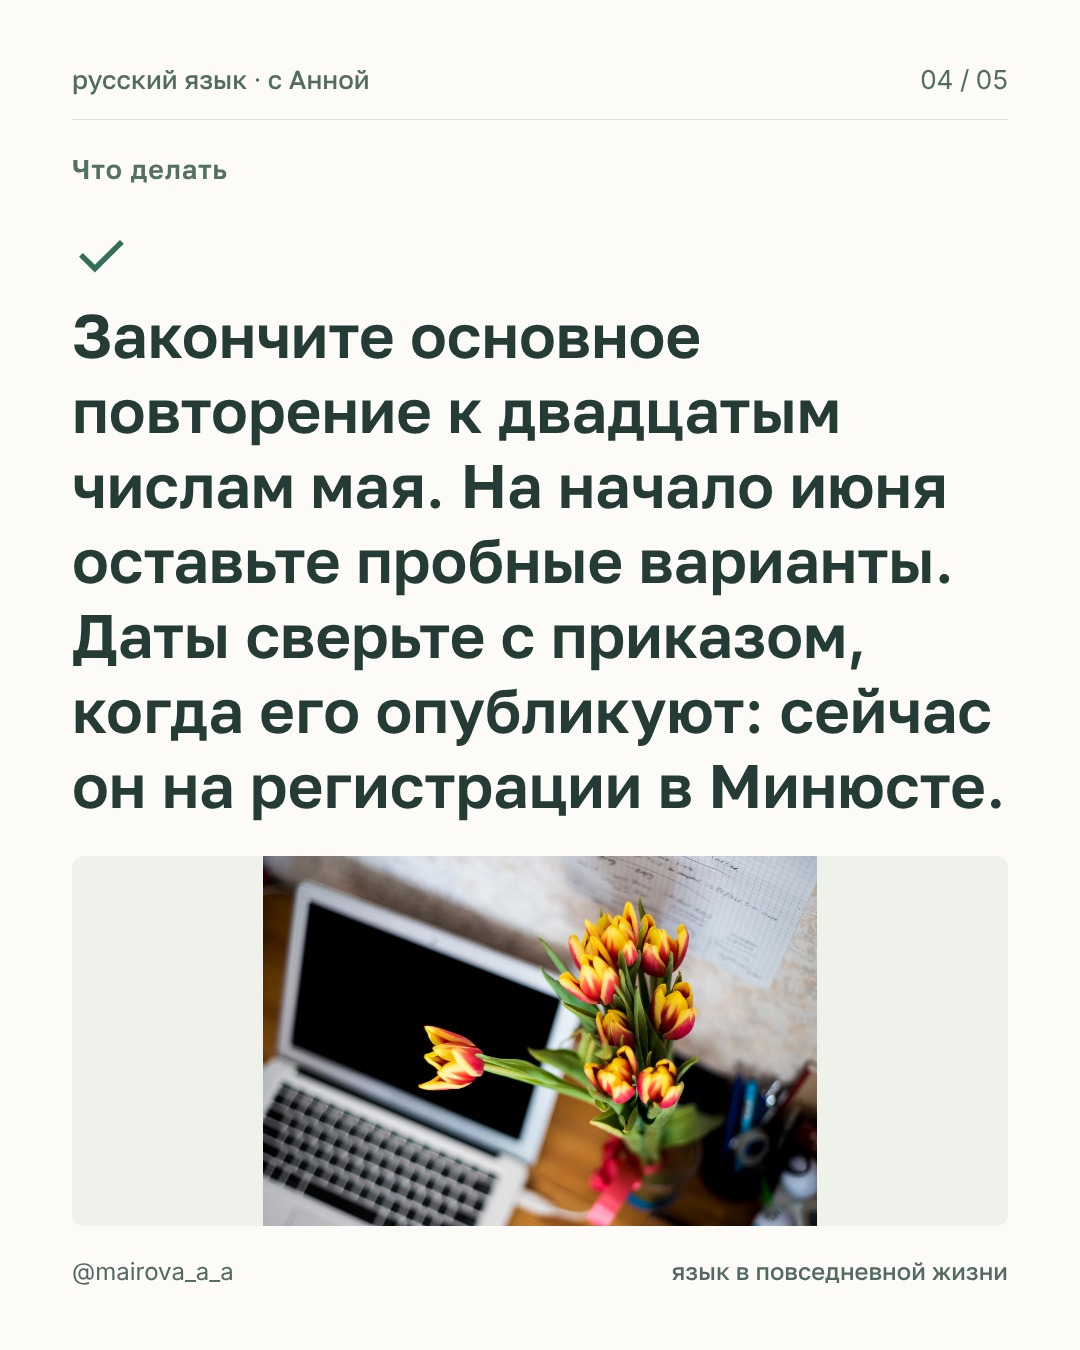 русский язык · с Анной
04 / 05
Что делать
Закончите основное
повторение к двадцатым
числам мая. На начало июня
оставьте пробные варианты.
Даты сверьте с приказом,
когда его опубликуют: сейчас
он на регистрации в Минюсте.
@mairova_a_a
язык в повседневной жизни